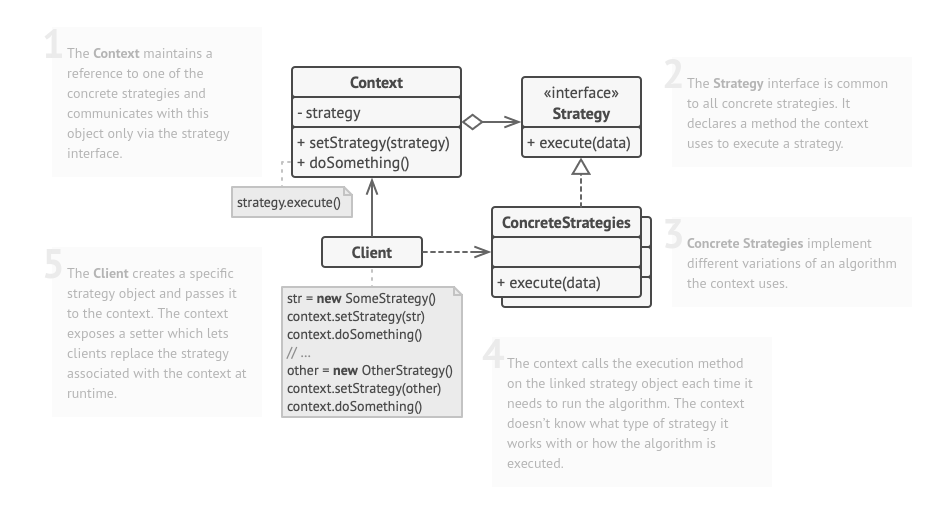 1
The Context maintains a
reference to one of the
concrete strategies and
communicates with this
object only via the strategy
interface.
Context
- strategy
+ setStrategy(strategy)
+ doSomething()
strategy.execute()
«interface»
Strategy
+ execute(data)
2
The Strategy interface is common
to all concrete strategies. It
declares a method the context
uses to execute a strategy.
ConcreteStrategies
+ execute(data)
3
Concrete Strategies implement
different variations of an algorithm
the context uses.
Client
5
The Client creates a specific
strategy object and passes it
to the context. The context
exposes a setter which lets
clients replace the strategy
associated with the context at
runtime.
str = new SomeStrategy()
context.setStrategy(str)
context.doSomething()
// ...
other = new OtherStrategy()
context.setStrategy(other)
context.doSomething()
4
The context calls the execution method
on the linked strategy object each time it
needs to run the algorithm. The context
doesn't know what type of strategy it
works with or how the algorithm is
executed.